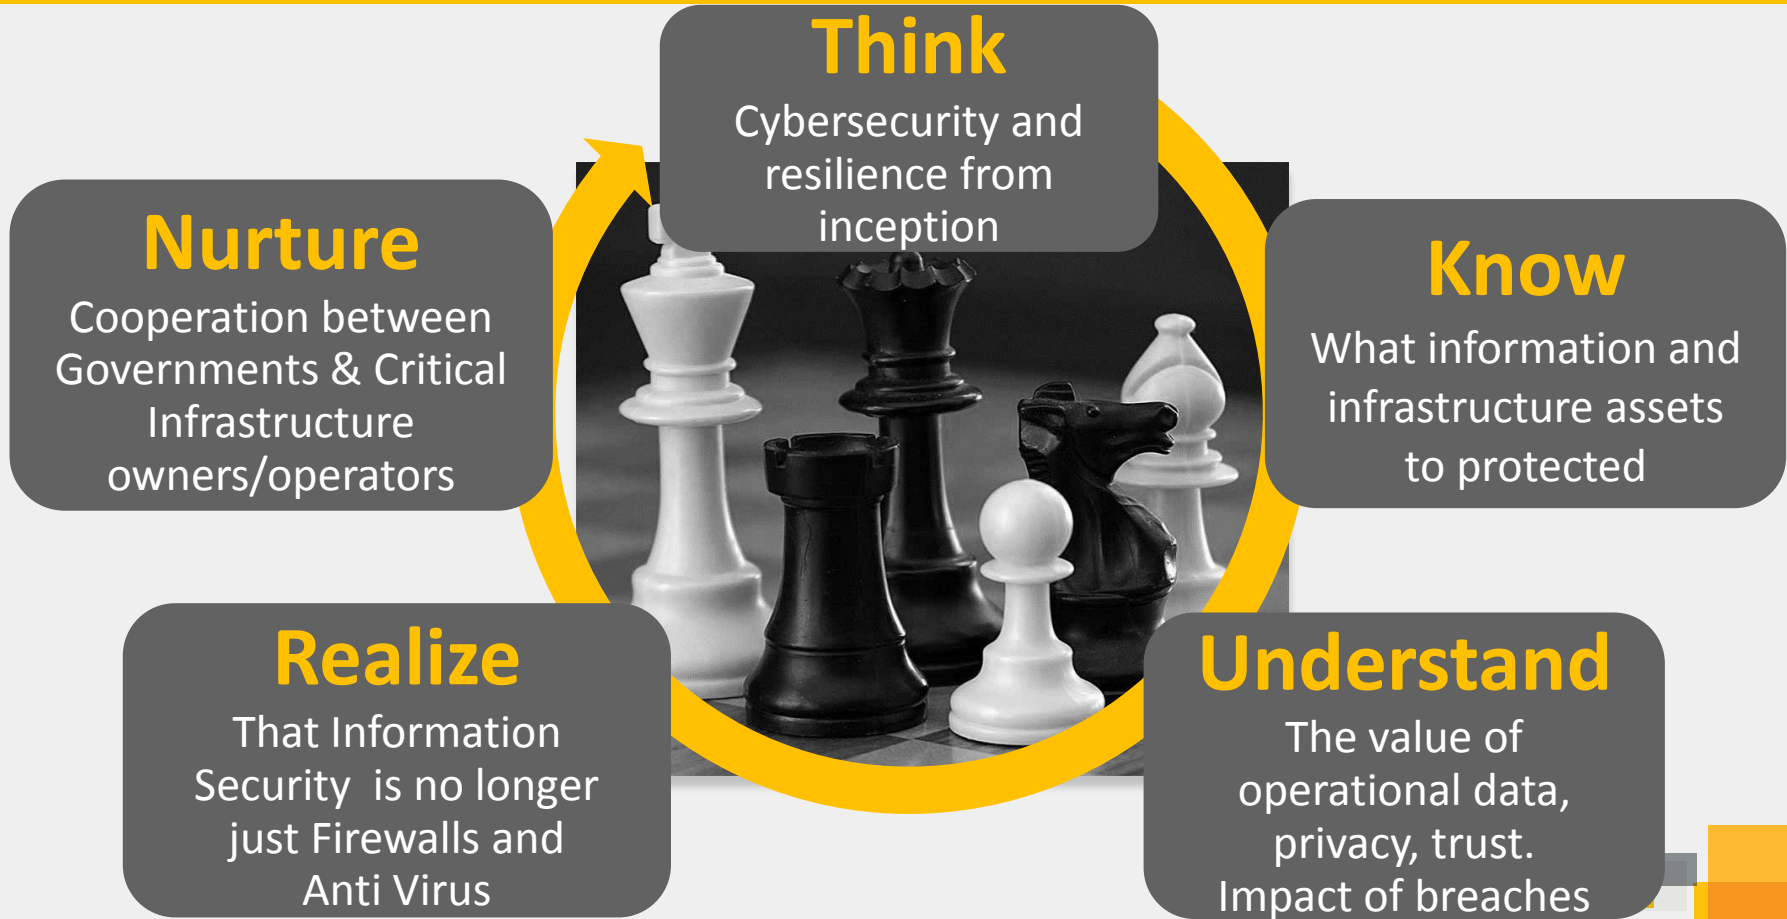 Think
Cybersecurity and
resilience from
inception
Know
What information and
infrastructure assets
to protected
Understand
The value of
operational data,
privacy, trust.
Impact of breaches
Realize
That Information
Security  is no longer
just Firewalls and
Anti Virus
Nurture
Cooperation between
Governments & Critical
Infrastructure
owners/operators